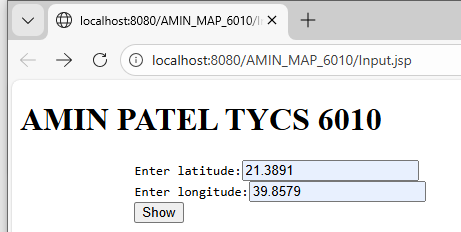 localhost:8080/AMIN_MAP_6010/I
localhost:8080/AMIN_MAP_6010/Input.jsp
AMIN PATEL TYCS 6010
Enter latitude: 21.3891
Enter longitude: 39.8579
Show